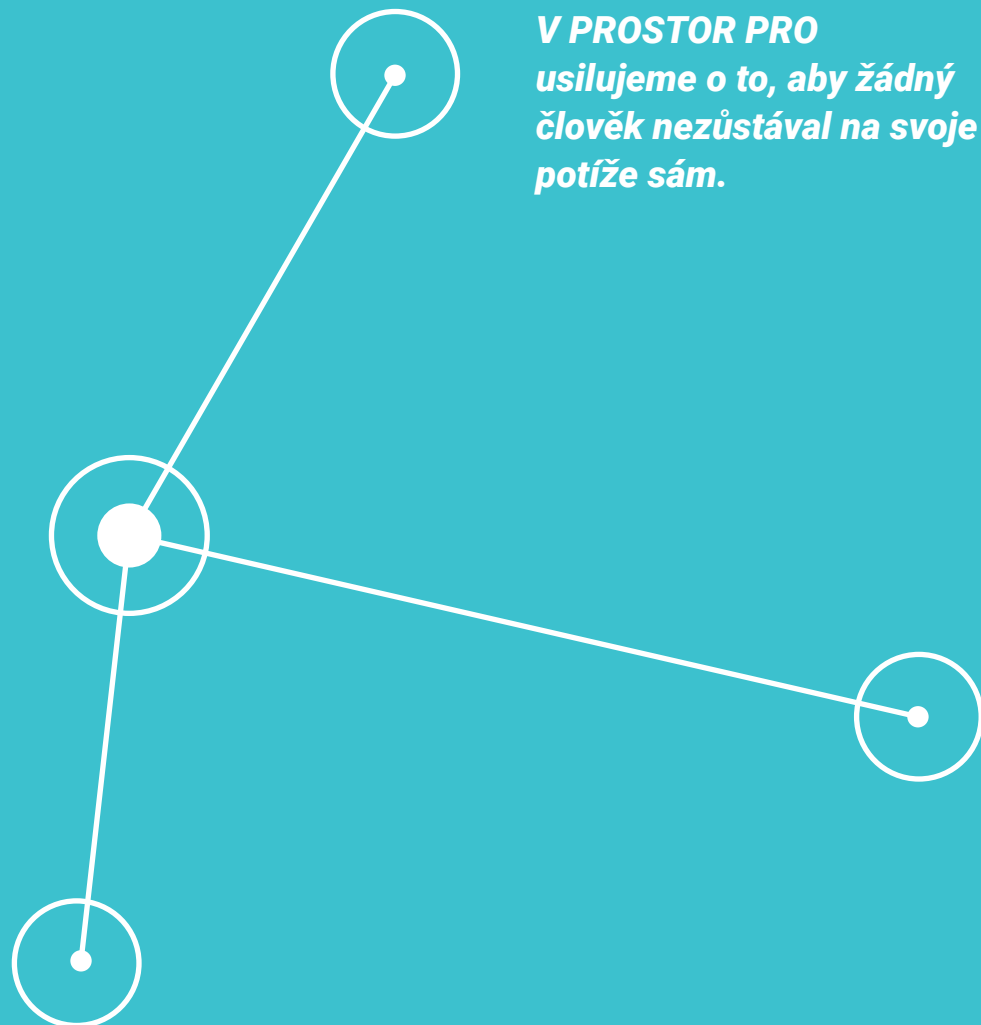 V PROSTOR PRO
usilujeme o to, aby žádný
člověk nezůstával na svoje
potíže sám.